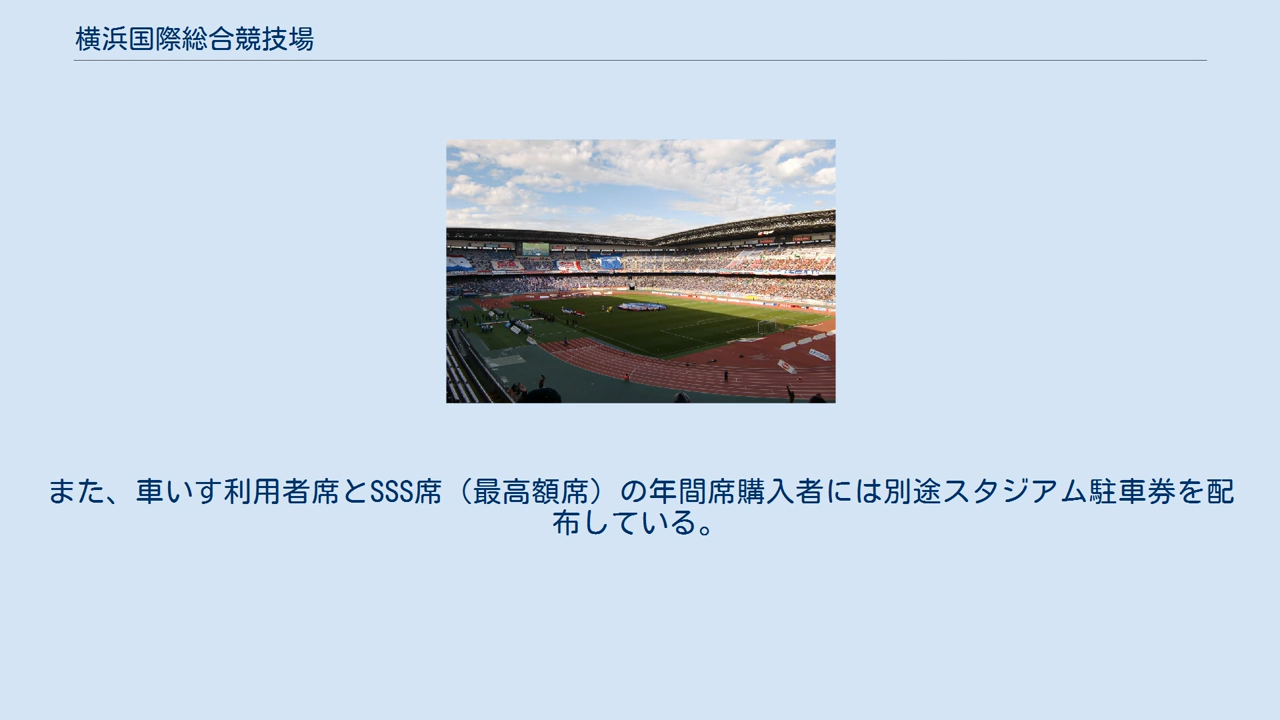 横浜国際総合競技場
また、車いす利用者席とSSS席（最高額席）の年間席購入者には別途スタジアム駐車券を配
布している。